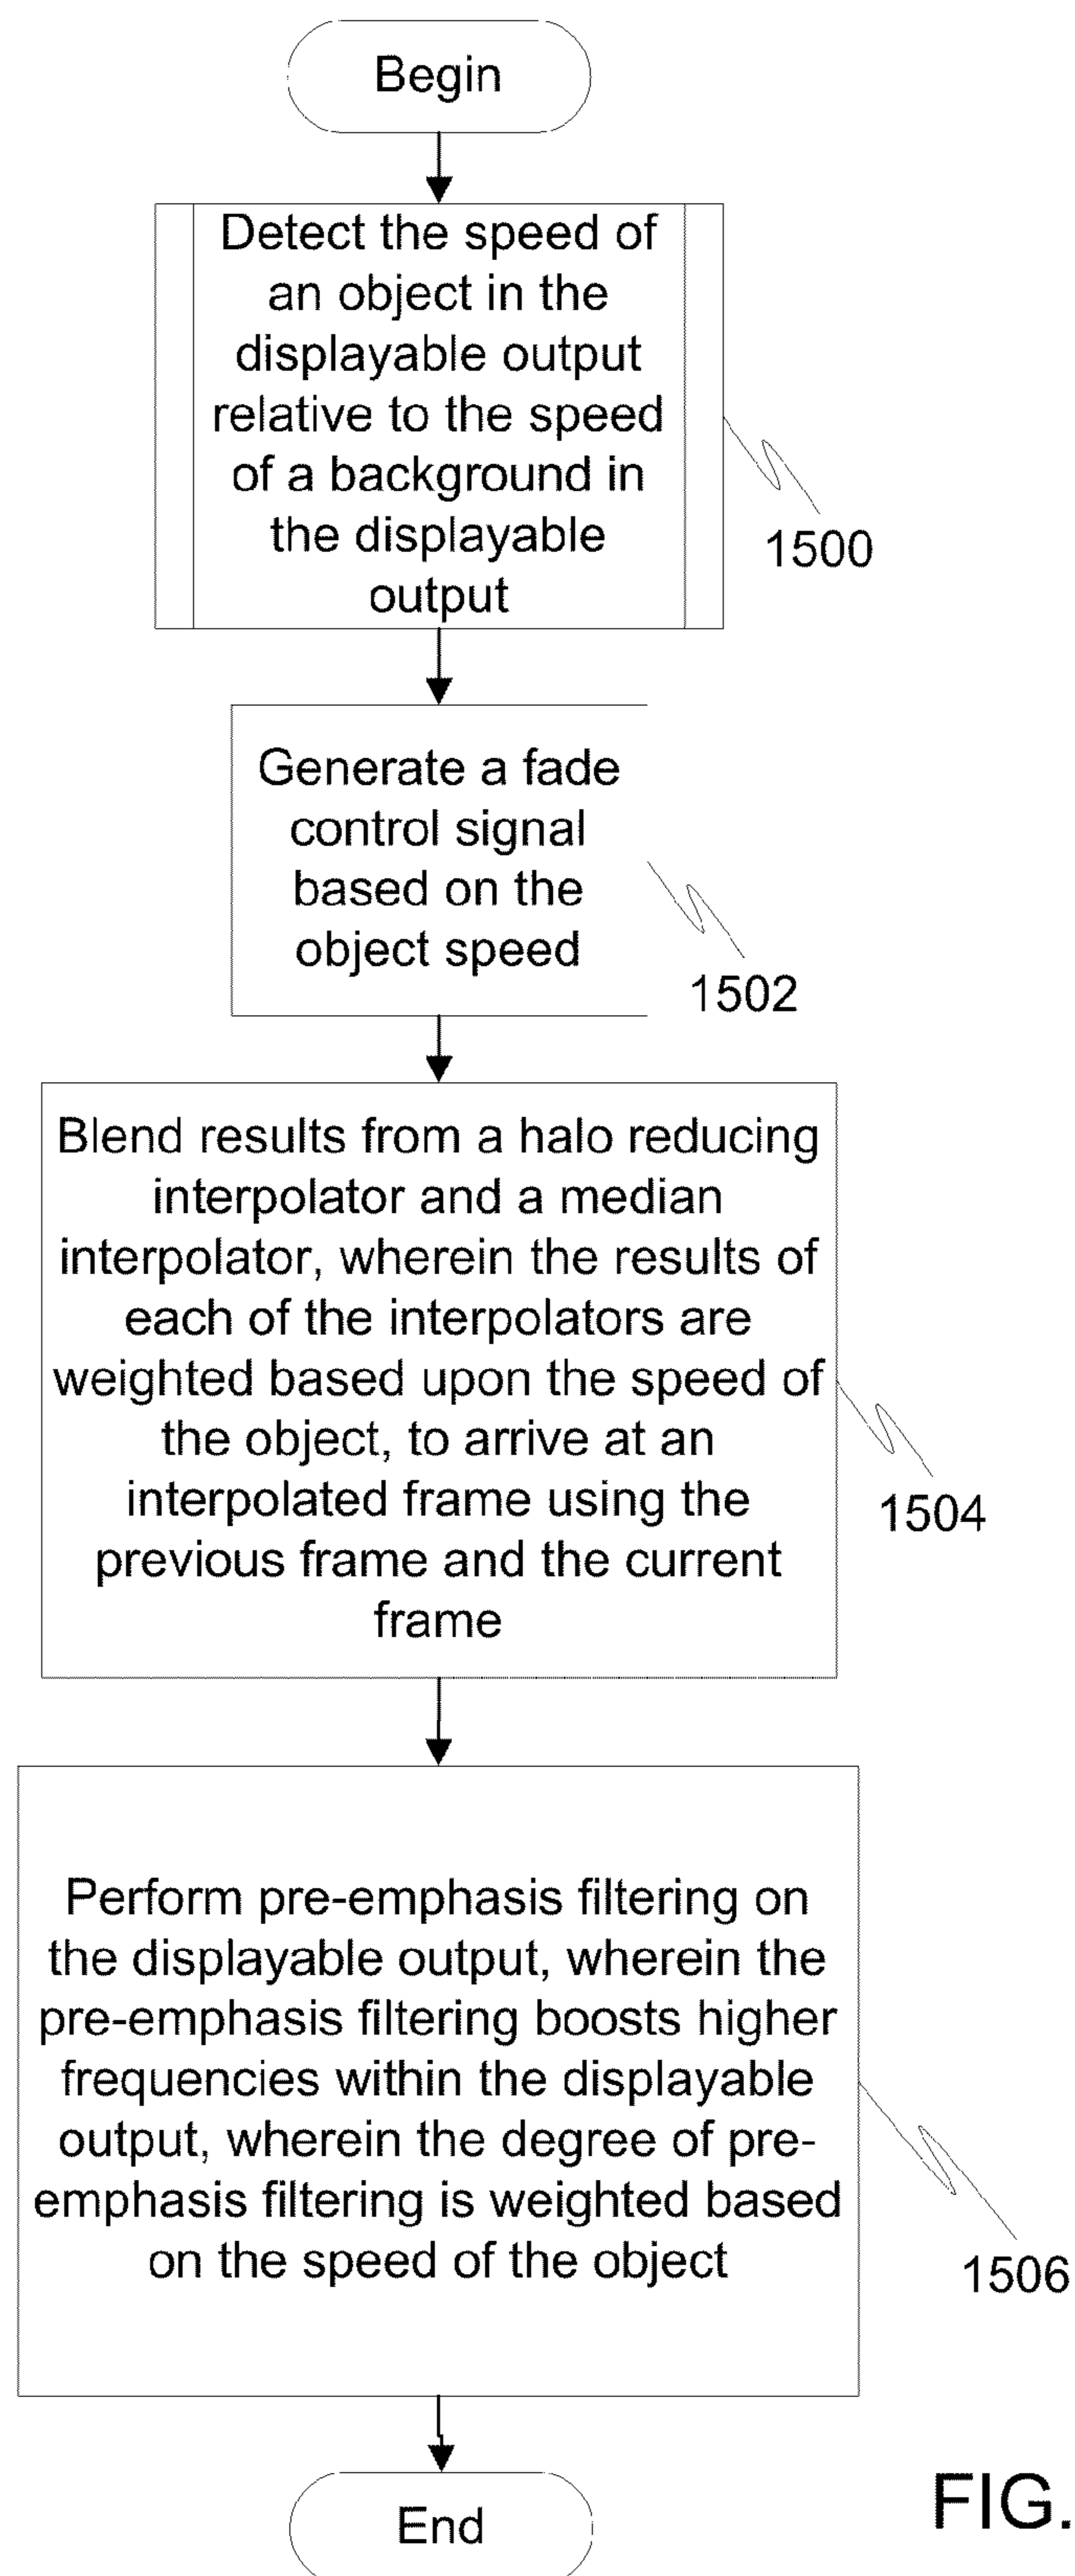 Begin
Detect the speed of
an object in the
displayable output
relative to the speed
of a background in
the displayable
output
1500
Generate a fade
control signal
based on the
object speed
1502
Blend results from a halo reducing
interpolator and a median
interpolator, wherein the results of
each of the interpolators are
weighted based upon the speed of
the object, to arrive at an
interpolated frame using the
previous frame and the current
frame
1504
Perform pre-emphasis filtering on
the displayable output, wherein the
pre-emphasis filtering boosts higher
frequencies within the displayable
output, wherein the degree of pre-
emphasis filtering is weighted based
on the speed of the object
1506
End
FIG.